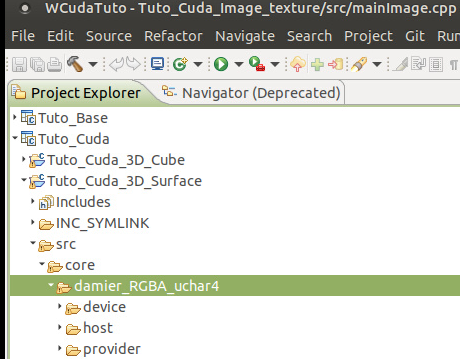 WCudaTuto - Tuto_Cuda_Image_texture/src/mainImage.cpp
File Edit Source Refactor Navigate Search Project Git Run
Project Explorer Navigator (Deprecated)
Tuto_Base
Tuto_Cuda
Tuto_Cuda_3D_Cube
Tuto_Cuda_3D_Surface
Includes
INC_SYMLINK
src
core
damier_RGBA_uchar4
device
host
provider